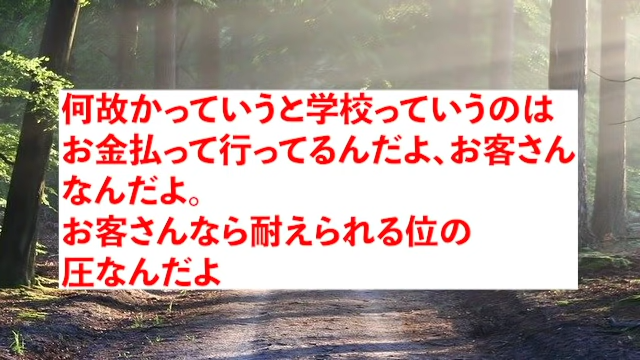 何故かっていうと学校っていうのは
お金払って行ってるんだよ、お客さん
なんだよ。
お客さんなら耐えられる位の
圧なんだよ